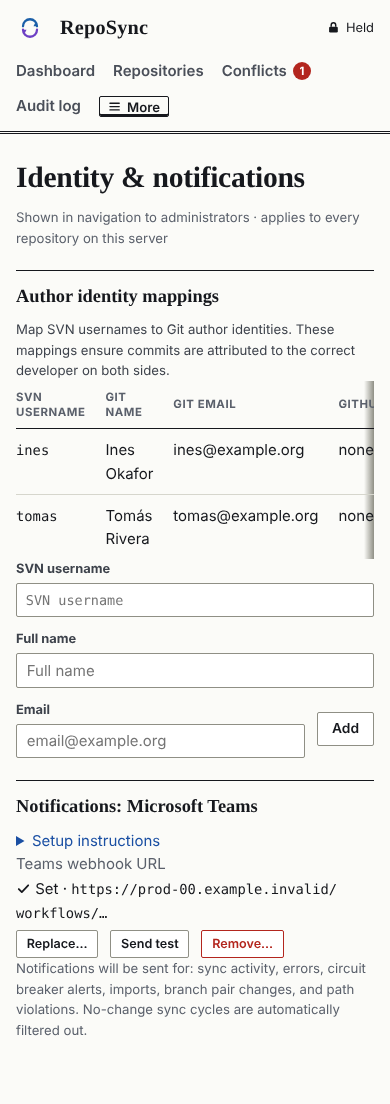 RepoSync
Held
Dashboard Repositories Conflicts 1
Audit log More
Identity & notifications
Shown in navigation to administrators · applies to every
repository on this server
Author identity mappings
Map SVN usernames to Git author identities. These
mappings ensure commits are attributed to the correct
developer on both sides.
SVN USERNAME GIT NAME GIT EMAIL
ines Ines Okafor ines@example.org none
tomas Tomás Rivera tomas@example.org none
SVN username
SVN username
Full name
Full name
Email
email@example.org Add
Notifications: Microsoft Teams
Setup instructions
Teams webhook URL
Set · https://prod-00.example.invalid/
workflows/…
Replace… Send test Remove…
Notifications will be sent for: sync activity, errors, circuit
breaker alerts, imports, branch pair changes, and path
violations. No-change sync cycles are automatically
filtered out.